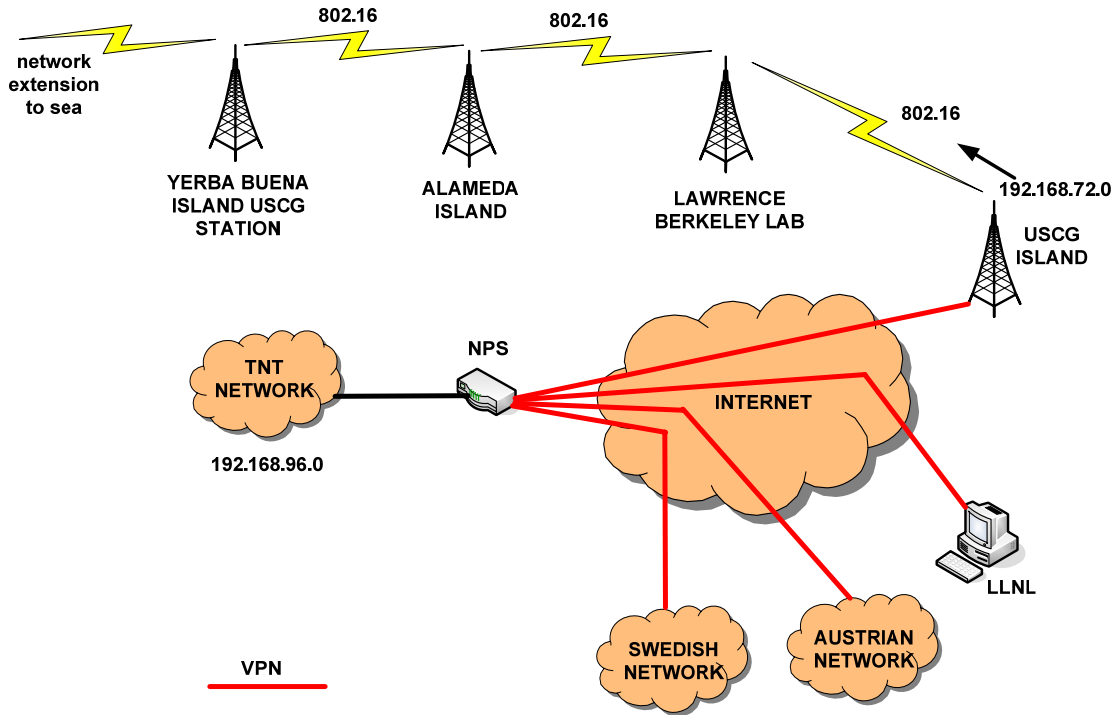 802.16
802.16
network
extension
to sea
802.16
YERBA BUENA
ISLAND USCG
STATION
ALAMEDA
ISLAND
LAWRENCE
BERKELEY LAB
192.168.72.0
USCG
ISLAND
TNT
NETWORK
NPS
INTERNET
192.168.96.0
LLNL
SWEDISH
NETWORK
AUSTRIAN
NETWORK
VPN